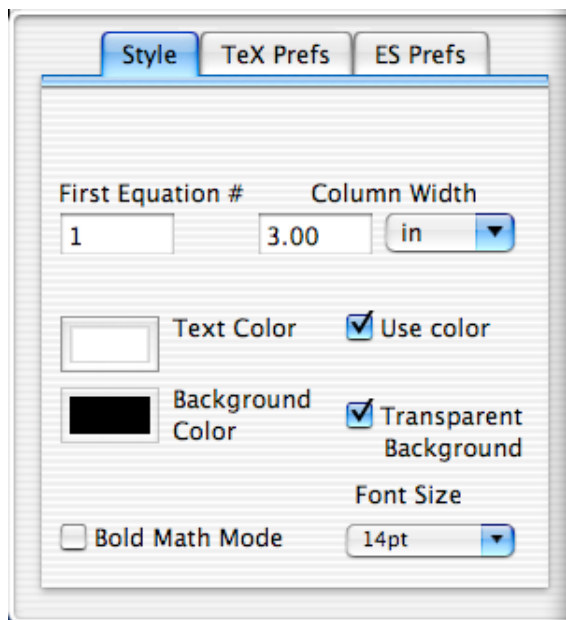 Style TeX Prefs ES Prefs
First Equation # Column Width
1 3.00 in
Text Color Use color
Background
Color
Transparent
Background
Font Size
Bold Math Mode 14pt